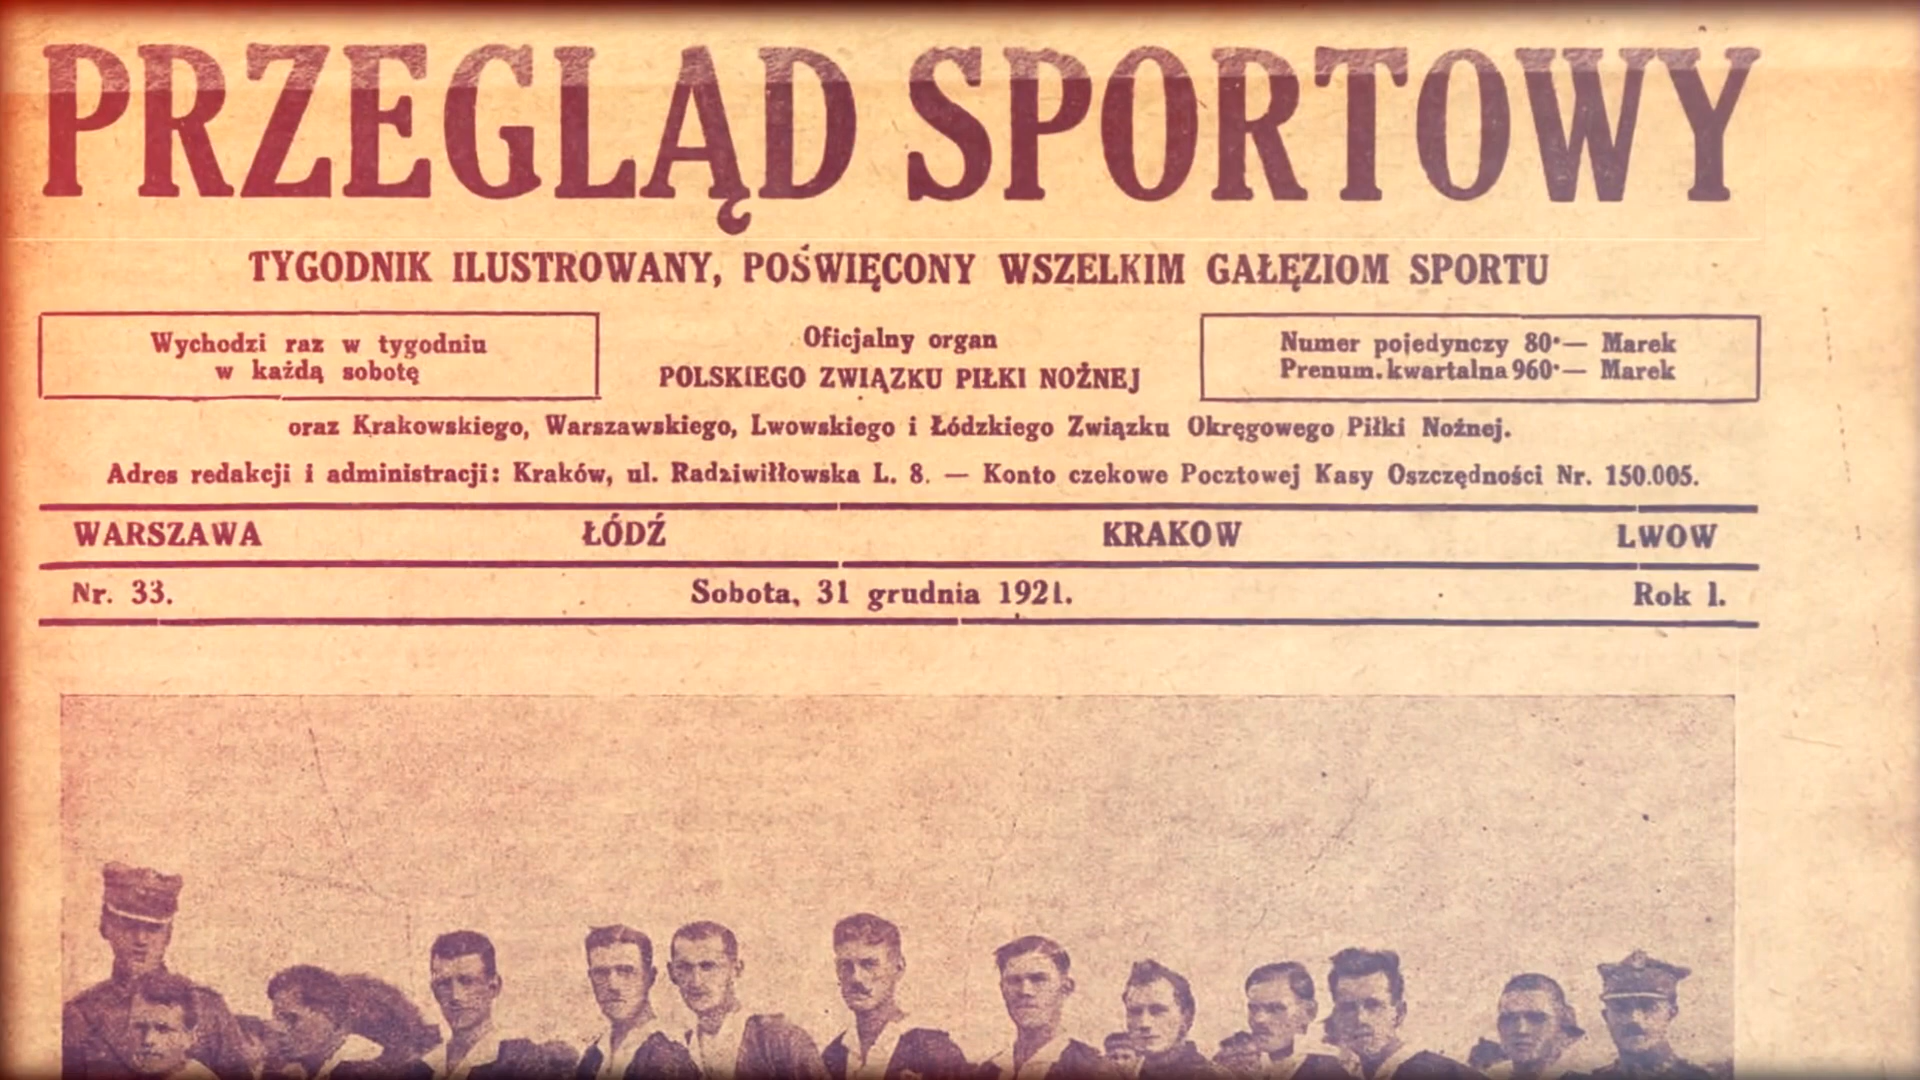 PRZEGLĄD SPORTOWY
TYGODNIK ILUSTROWANY, POŚWIĘCONY WSZELKIM GAŁĘZIOM SPORTU
Wychodzi raz w tygodniu
w każdą sobotę
Oficjalny organ
POLSKIEGO ZWIĄZKU PIŁKI NOŻNEJ
Numer pojedynczy 80·— Marek
Prenum. kwartalna 960·— Marek
oraz Krakowskiego, Warszawskiego, Lwowskiego i Łódzkiego Związku Okręgowego Piłki Nożnej.
Adres redakcji i administracji: Kraków, ul. Radziwiłłowska L. 8. — Konto czekowe Pocztowej Kasy Oszczędności Nr. 150.005.
WARSZAWA ŁÓDŹ KRAKOW LWOW
Nr. 33. Sobota, 31 grudnia 1921. Rok I.